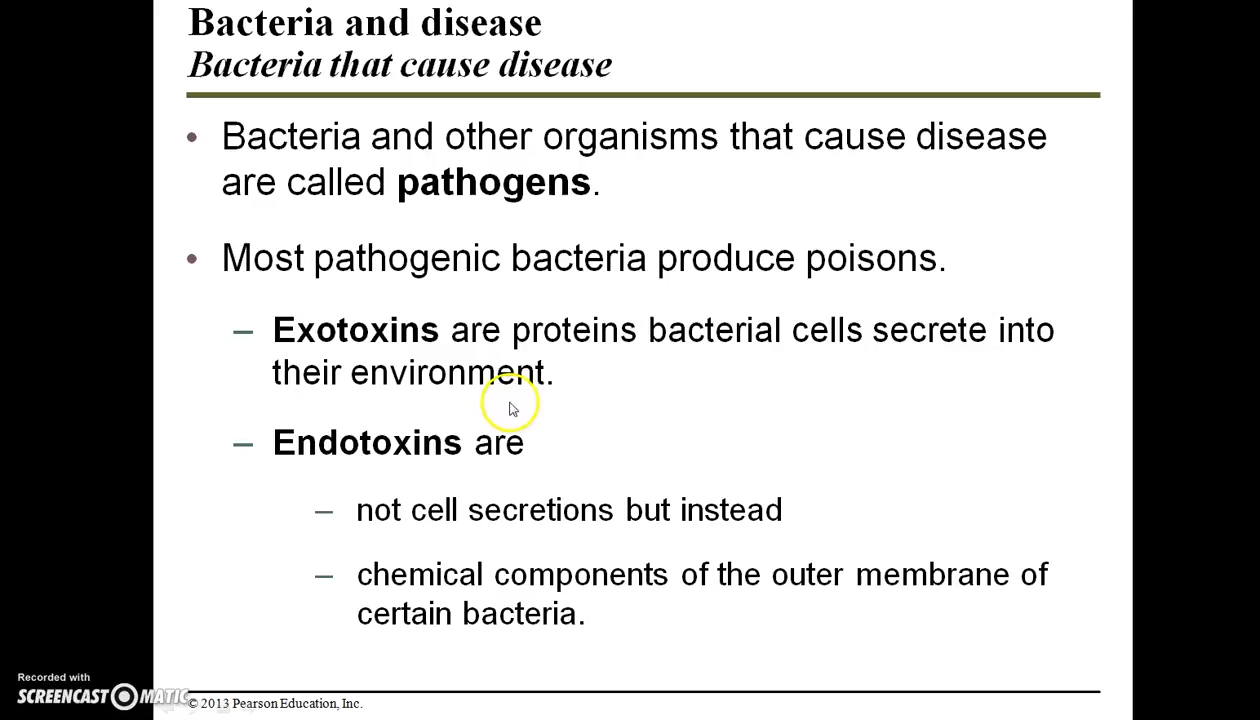 Bacteria and disease
Bacteria that cause disease
• Bacteria and other organisms that cause disease
are called pathogens.
• Most pathogenic bacteria produce poisons.
– Exotoxins are proteins bacterial cells secrete into
their environment.
– Endotoxins are
– not cell secretions but instead
– chemical components of the outer membrane of
certain bacteria.
Recorded with
SCREENCAST MATIC
© 2013 Pearson Education, Inc.